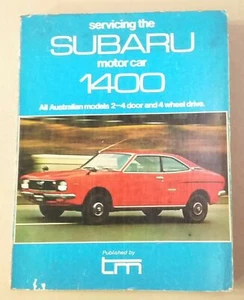 servicing the
SUBARU
motor car
1400
All Australian models 2-4 door and 4 wheel drive.
Published by
tm